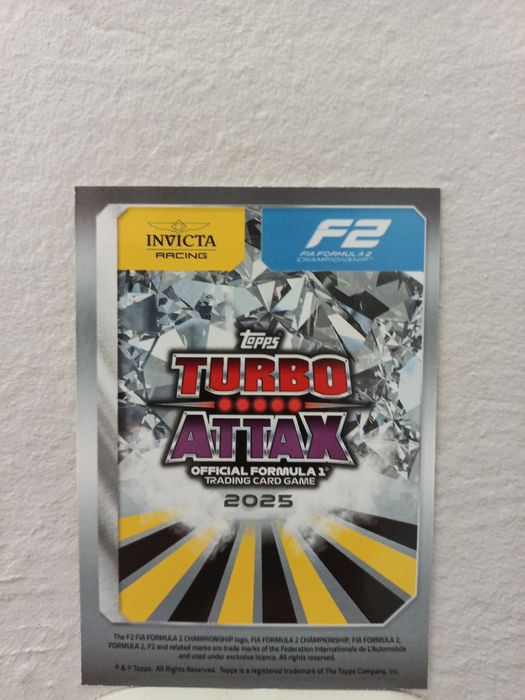 INVICTA
RACING
F2
FIA FORMULA 2
CHAMPIONSHIP™
Topps
TURBO
ATTAX
OFFICIAL FORMULA 1®
TRADING CARD GAME
2025
The F2 FIA FORMULA 2 CHAMPIONSHIP logo, FIA FORMULA 2 CHAMPIONSHIP, FIA FORMULA 2,
FORMULA 2, F2 and related marks are trade marks of the Federation Internationale de L'Automobile
and used under exclusive licence. All rights reserved.
® & © Topps. All Rights Reserved. Topps is a registered trademark of The Topps Company, Inc.